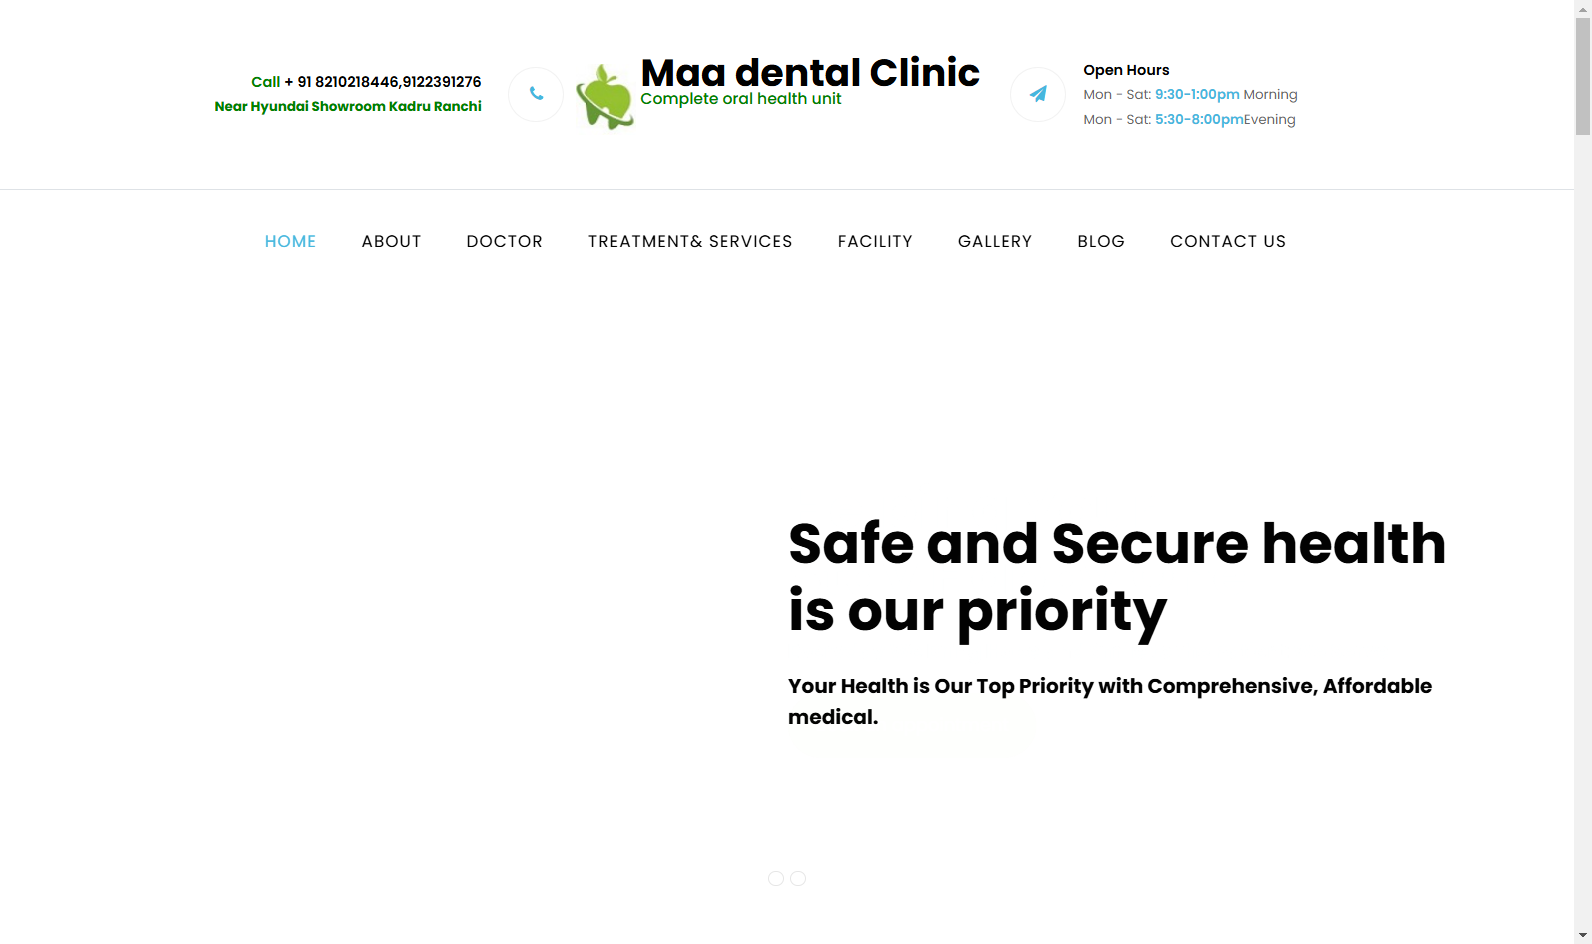 Call + 91 8210218446,9122391276
Near Hyundai Showroom Kadru Ranchi
Maa dental Clinic
Complete oral health unit
Open Hours
Mon - Sat: 9:30-1:00pm Morning
Mon - Sat: 5:30-8:00pmEvening
HOME ABOUT DOCTOR TREATMENT& SERVICES FACILITY GALLERY BLOG CONTACT US
Safe and Secure health
is our priority
Your Health is Our Top Priority with Comprehensive, Affordable
medical.